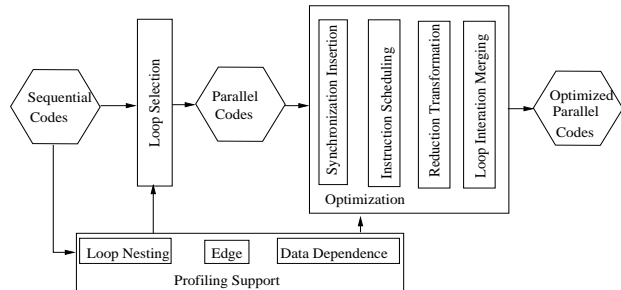 Sequential
Codes
Loop Selection
Parallel
Codes
Synchronization Insertion
Instruction Scheduling
Reduction Transformation
Loop Interation Merging
Optimization
Optimized
Parallel
Codes
Loop Nesting
Edge
Data Dependence
Profiling Support